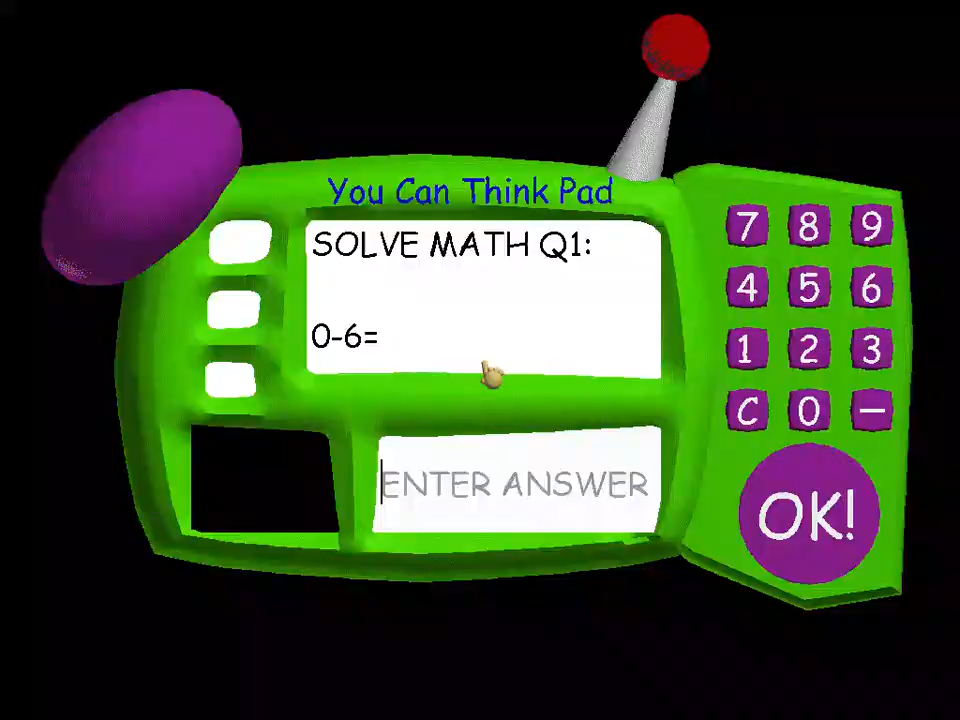 You Can Think Pad
SOLVE MATH Q1:
0-6=
ENTER ANSWER
7 8 9
4 5 6
1 2 3
C 0 –
OK!